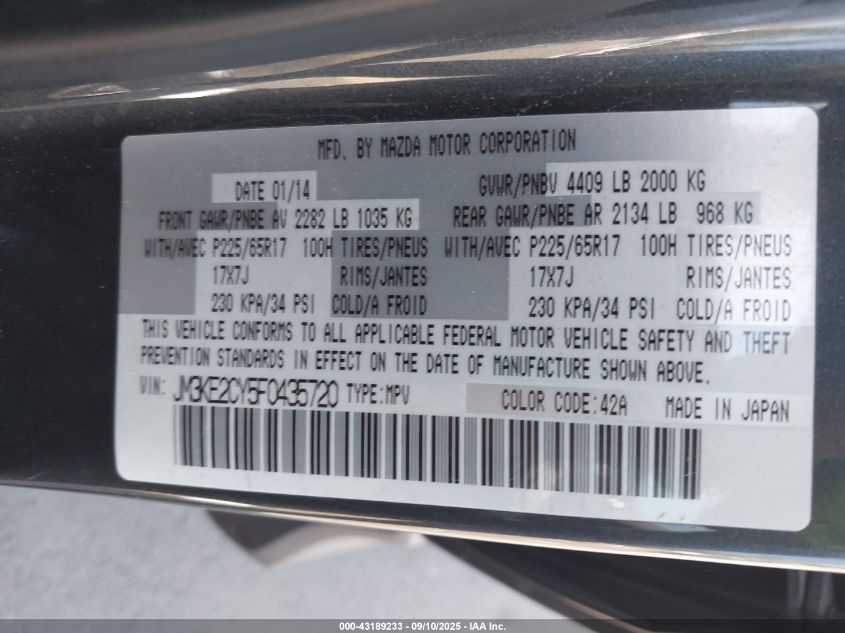 MFD. BY MAZDA MOTOR CORPORATION
DATE 01/14 GVWR/PNBV 4409 LB 2000 KG
FRONT GAWR/PNBE AV 2282 LB 1035 KG REAR GAWR/PNBE AR 2134 LB 968 KG
WITH/AVEC P225/65R17 100H TIRES/PNEUS WITH/AVEC P225/65R17 100H TIRES/PNEUS
17X7J RIMS/JANTES 17X7J RIMS/JANTES
230 KPA/34 PSI COLD/A FROID 230 KPA/34 PSI COLD/A FROID
THIS VEHICLE CONFORMS TO ALL APPLICABLE FEDERAL MOTOR VEHICLE SAFETY AND THEFT
PREVENTION STANDARDS IN EFFECT ON THE DATE OF MANUFACTURE SHOWN ABOVE.
VIN: JM3KE2CY5F0435720 TYPE:MPV COLOR CODE:42A MADE IN JAPAN
000-43189233 - 09/10/2025 - IAA Inc.